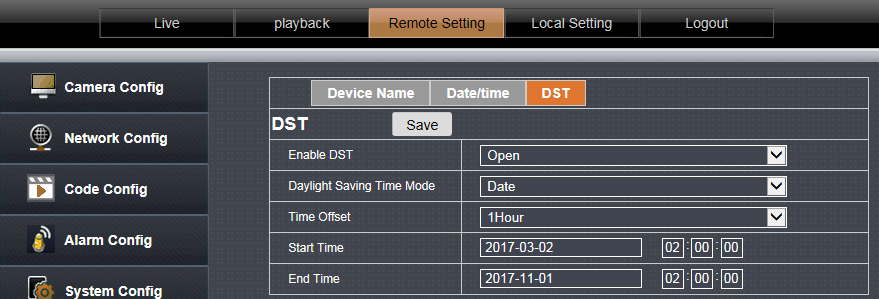 Live playback Remote Setting Local Setting Logout
Camera Config
Network Config
Code Config
Alarm Config
System Config
Device Name Date/time DST
DST Save
Enable DST Open
Daylight Saving Time Mode Date
Time Offset 1Hour
Start Time 2017-03-02 02:00:00
End Time 2017-11-01 02:00:00